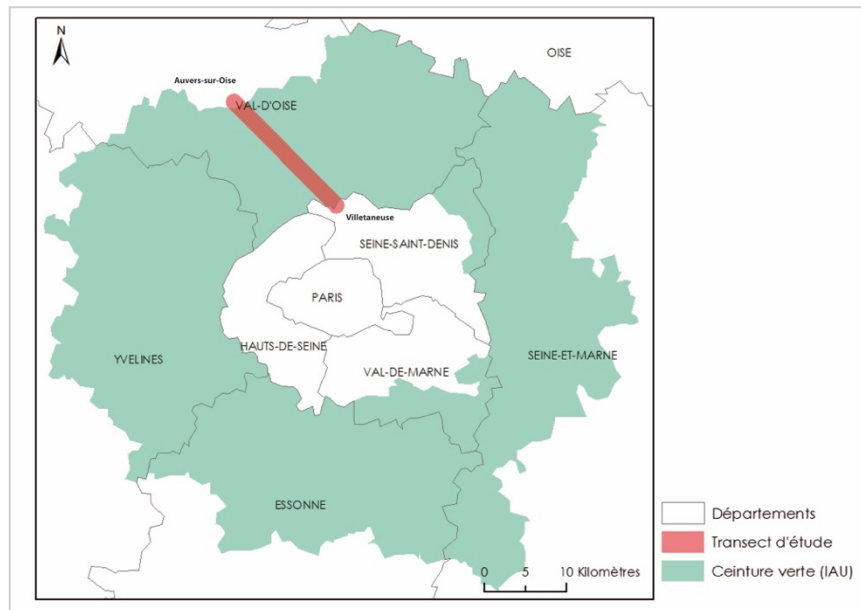 N
OISE
Auvers-sur-Oise
VAL-D'OISE
Villetaneuse
SEINE-SAINT-DENIS
PARIS
HAUTS-DE-SEINE
YVELINES
SEINE-ET-MARNE
VAL-DE-MARNE
ESSONNE
Départements
Transect d'étude
0 5 10 Kilomètres
Ceinture verte (IAU)